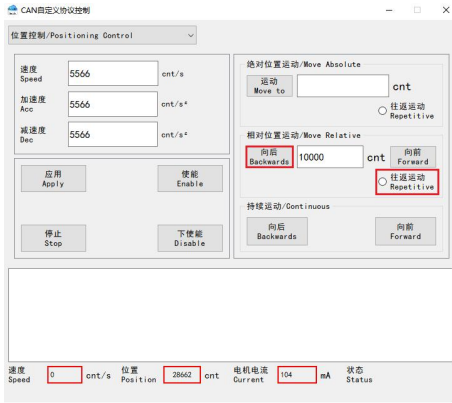 CAN自定义协议控制
位置控制/Positioning Control
速度
Speed
5566
cnt/s
加速度
Acc
5566
cnt/s²
减速度
Dec
5566
cnt/s²
应用
Apply
使能
Enable
停止
Stop
下使能
Disable
绝对位置运动/Move Absolute
运动
Move to
cnt
往返运动
Repetitive
相对位置运动/Move Relative
向后
Backwards
10000
cnt
向前
Forward
往返运动
Repetitive
持续运动/Continuous
向后
Backwards
向前
Forward
速度
Speed
0
cnt/s
位置
Position
28662
cnt
电机电流
Current
104
mA
状态
Status